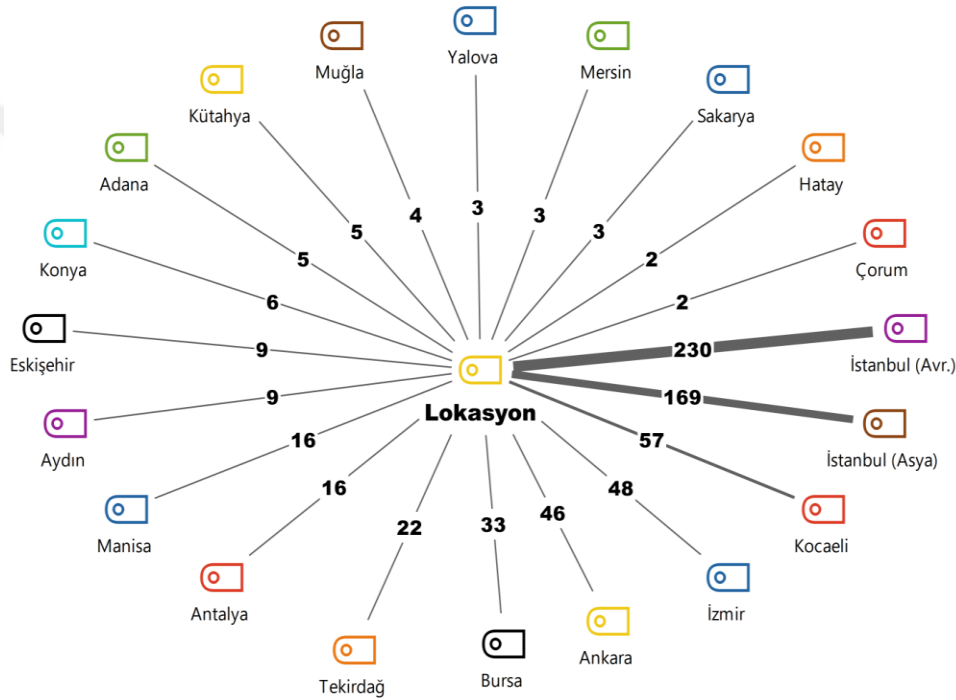 Yalova
Mersin
Muğla
Sakarya
Kütahya
Hatay
Adana
Çorum
Konya
İstanbul (Avr.)
Eskişehir
İstanbul (Asya)
Aydın
Kocaeli
Manisa
İzmir
Antalya
Ankara
Bursa
Tekirdağ
Lokasyon
3
3
4
3
5
2
5
2
6
230
9
169
9
57
16
48
16
46
33
22